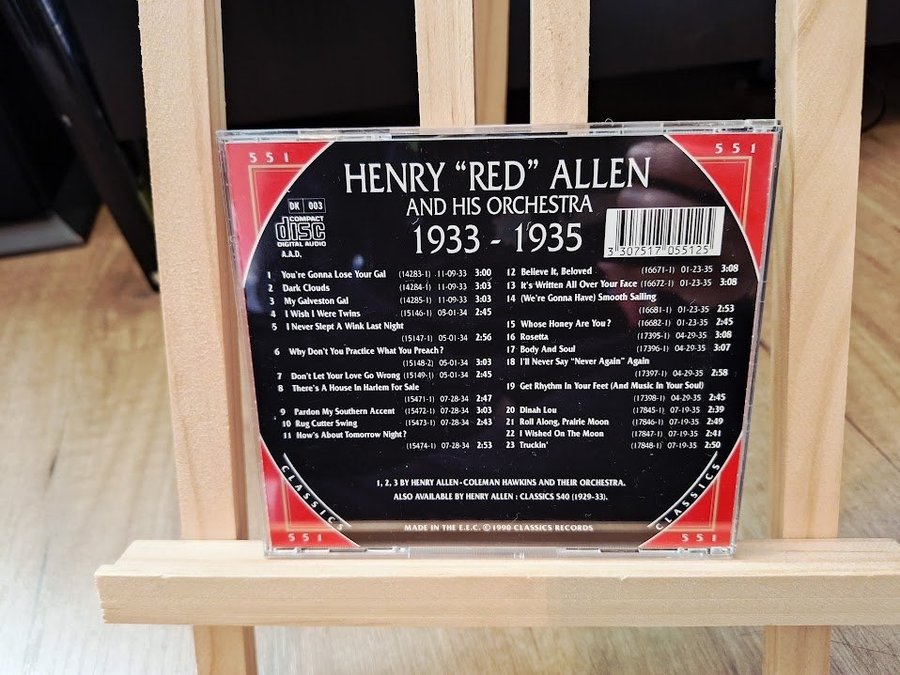 551
551
HENRY "RED" ALLEN
AND HIS ORCHESTRA
1933 - 1935
DK 003
COMPACT
disc
DIGITAL AUDIO
A.A.D.
3 307517 055125
1 You're Gonna Lose Your Gal (14283-1) 11-09-33 3:00
2 Dark Clouds (14284-1) 11-09-33 3:03
3 My Galveston Gal (14285-1) 11-09-33 3:03
4 I Wish I Were Twins (15146-1) 05-01-34 2:45
5 I Never Slept A Wink Last Night
(15147-1) 05-01-34 2:56
6 Why Don't You Practice What You Preach?
(15148-2) 05-01-34 3:03
7 Don't Let Your Love Go Wrong (15149-1) 05-01-34 2:45
8 There's A House In Harlem For Sale
(15471-1) 07-28-34 2:47
9 Pardon My Southern Accent (15472-1) 07-28-34 3:03
10 Rug Cutter Swing (15473-1) 07-28-34 2:43
11 How's About Tomorrow Night?
(15474-1) 07-28-34 2:53
12 Believe It, Beloved (16671-1) 01-23-35 3:08
13 It's Written All Over Your Face (16672-1) 01-23-35 3:08
14 (We're Gonna Have) Smooth Sailing
(16681-1) 01-23-35 2:53
15 Whose Honey Are You? (16682-1) 01-23-35 2:45
16 Rosetta (17395-1) 04-29-35 3:08
17 Body And Soul (17396-1) 04-29-35 3:07
18 I'll Never Say "Never Again" Again
(17397-1) 04-29-35 2:58
19 Get Rhythm In Your Feet (And Music In Your Soul)
(17398-1) 04-29-35 2:45
20 Dinah Lou (17845-1) 07-19-35 2:39
21 Roll Along, Prairie Moon (17846-1) 07-19-35 2:49
22 I Wished On The Moon (17847-1) 07-19-35 2:41
23 Truckin' (17848-1) 07-19-35 2:50
1, 2, 3 BY HENRY ALLEN-COLEMAN HAWKINS AND THEIR ORCHESTRA.
ALSO AVAILABLE BY HENRY ALLEN : CLASSICS 540 (1929-33).
CLASSICS
CLASSICS
MADE IN THE E.E.C. © 1990 CLASSICS RECORDS
551
551